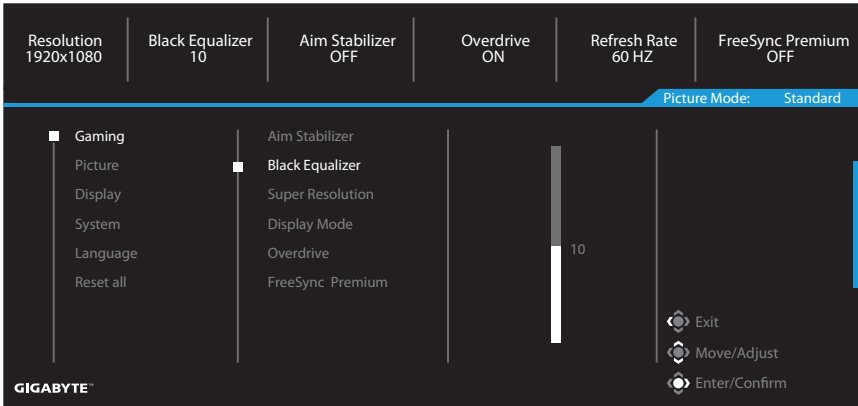 Resolution
1920x1080
Black Equalizer
10
Aim Stabilizer
OFF
Overdrive
ON
Refresh Rate
60 HZ
FreeSync Premium
OFF
Picture Mode: Standard
Gaming
Picture
Display
System
Language
Reset all
Aim Stabilizer
Black Equalizer
Super Resolution
Display Mode
Overdrive
FreeSync Premium
10
Exit
Move/Adjust
Enter/Confirm
GIGABYTE™